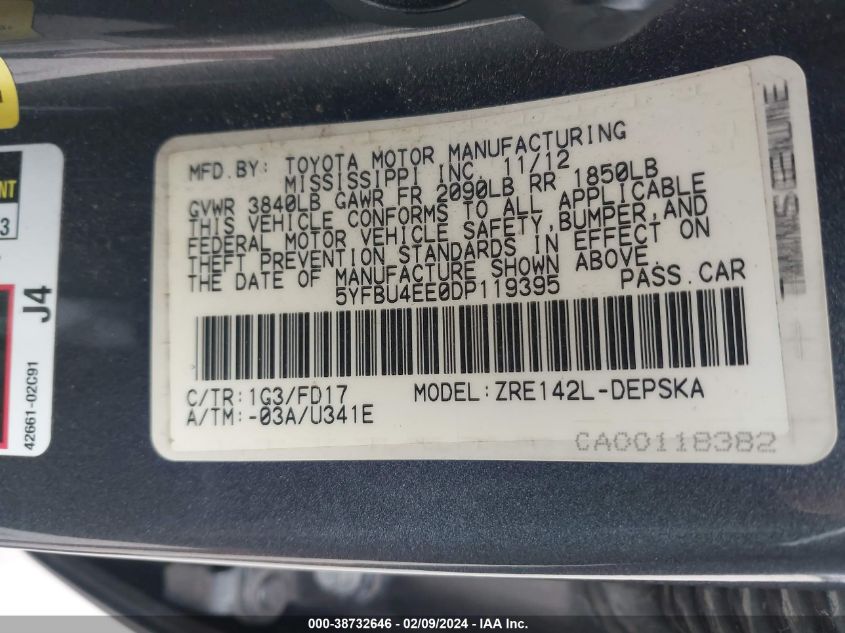 MFD.BY: TOYOTA MOTOR MANUFACTURING
MISSISSIPPI INC. 11/12
GVWR 3840LB GAWR FR 2090LB RR 1850LB
THIS VEHICLE CONFORMS TO ALL APPLICABLE
FEDERAL MOTOR VEHICLE SAFETY,BUMPER,AND
THEFT PREVENTION STANDARDS IN EFFECT ON
THE DATE OF MANUFACTURE SHOWN ABOVE.
5YFBU4EE0DP119395 PASS.CAR
C/TR:1G3/FD17 MODEL:ZRE142L-DEPSKA
A/TM:-03A/U341E
CA00118382
J4
42661-02C91
000-38732646 - 02/09/2024 - IAA Inc.